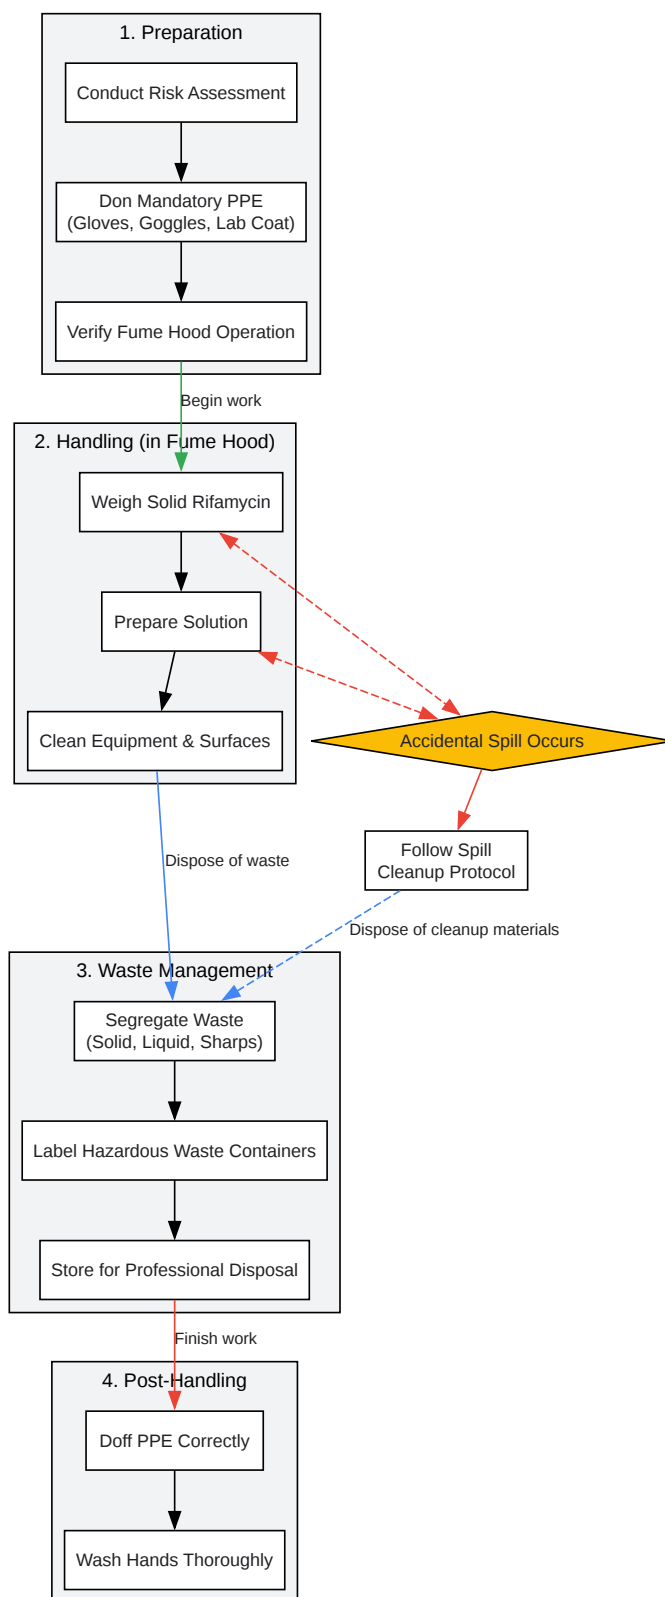 1. Preparation
Conduct Risk Assessment
Don Mandatory PPE
(Gloves, Goggles, Lab Coat)
Verify Fume Hood Operation
Begin work
2. Handling (in Fume Hood)
Weigh Solid Rifamycin
Prepare Solution
Clean Equipment & Surfaces
Accidental Spill Occurs
Follow Spill
Cleanup Protocol
Dispose of waste
Dispose of cleanup materials
3. Waste Management
Segregate Waste
(Solid, Liquid, Sharps)
Label Hazardous Waste Containers
Store for Professional Disposal
Finish work
4. Post-Handling
Doff PPE Correctly
Wash Hands Thoroughly